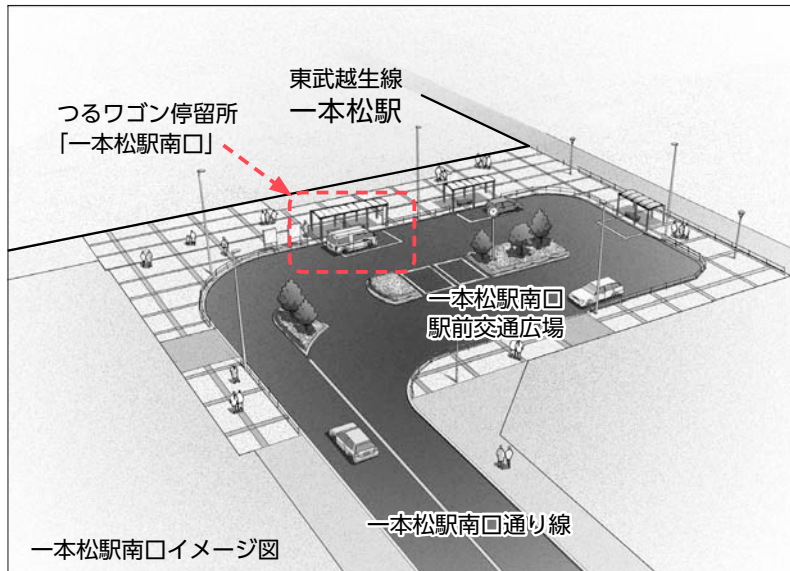 東武越生線
一本松駅
つるワゴン停留所
「一本松駅南口」
一本松駅南口
駅前交通広場
一本松駅南口通り線
一本松駅南口イメージ図